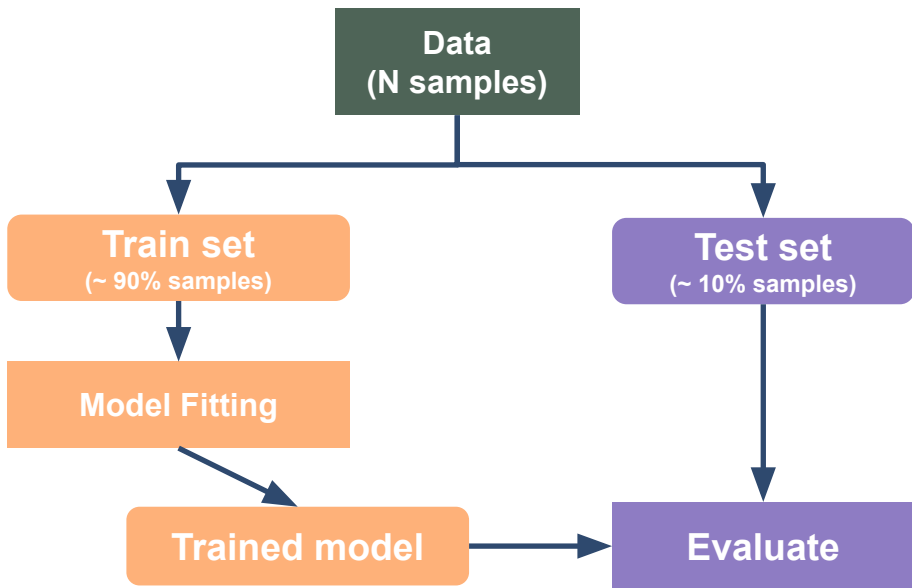 Data
(N samples)
Train set
(~ 90% samples)
Test set
(~ 10% samples)
Model Fitting
Trained model
Evaluate